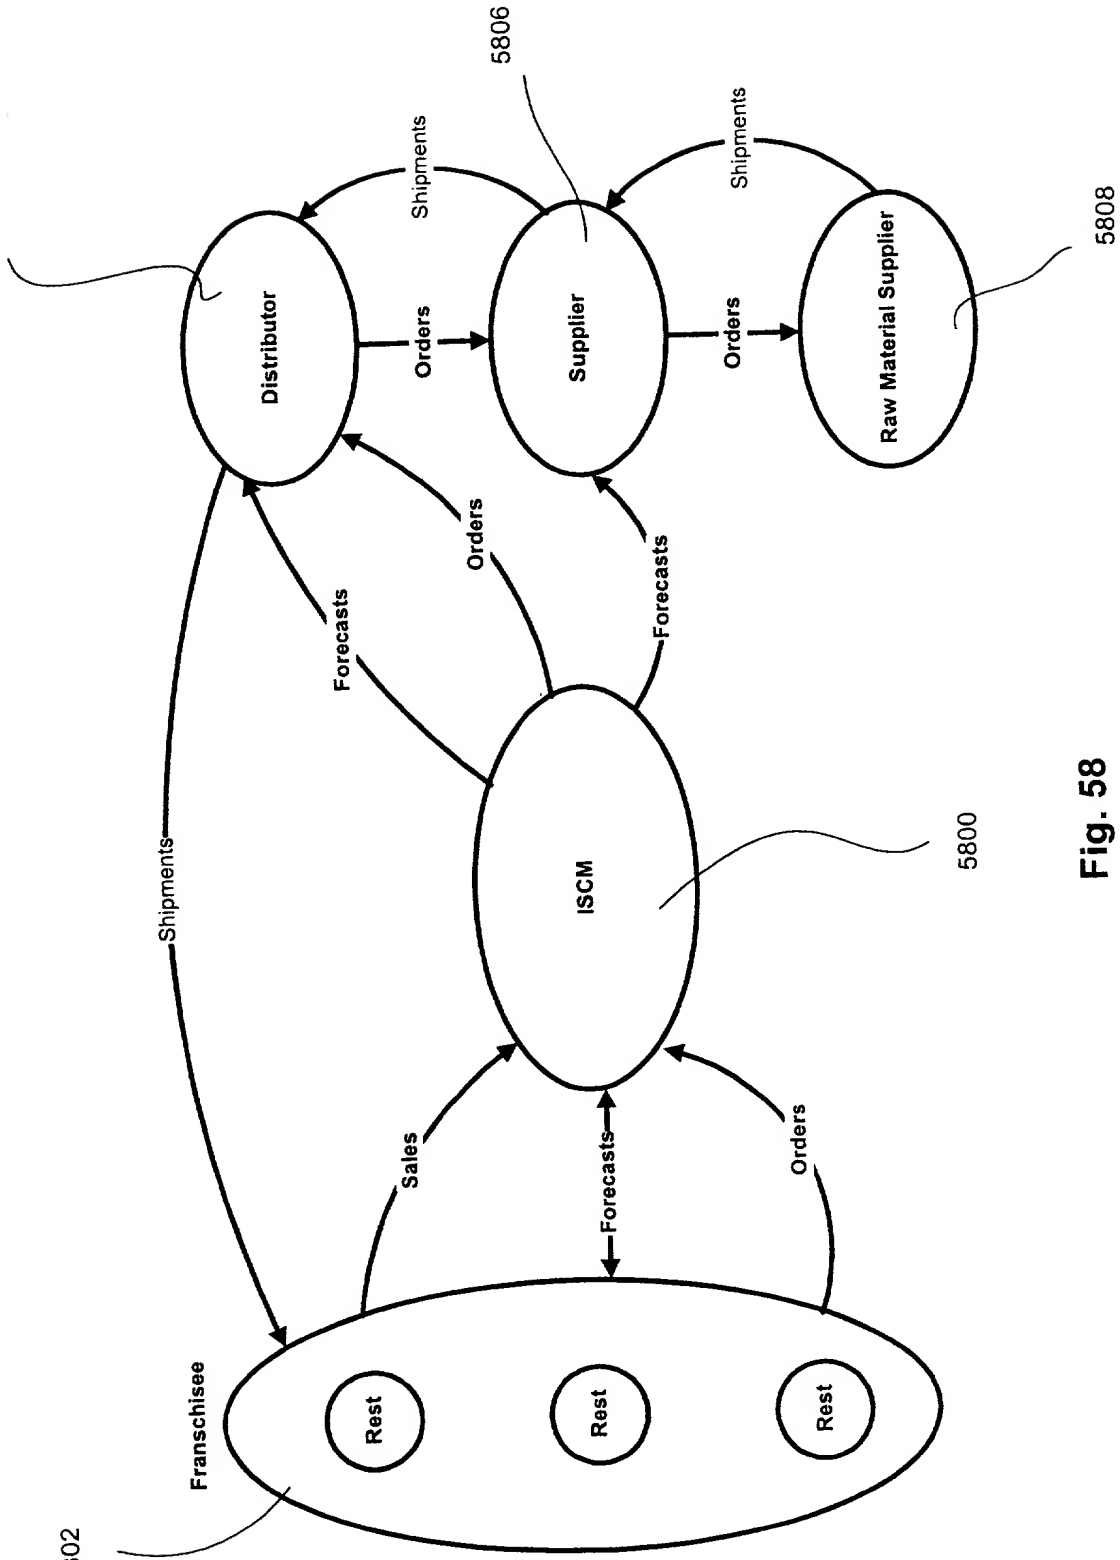 Franschisee
Rest
Rest
Rest
Shipments
Sales
Forecasts
Orders
ISCM
5800
Forecasts
Orders
Forecasts
Distributor
Orders
Shipments
Supplier
5806
Orders
Shipments
Raw Material Supplier
5808
Fig. 58